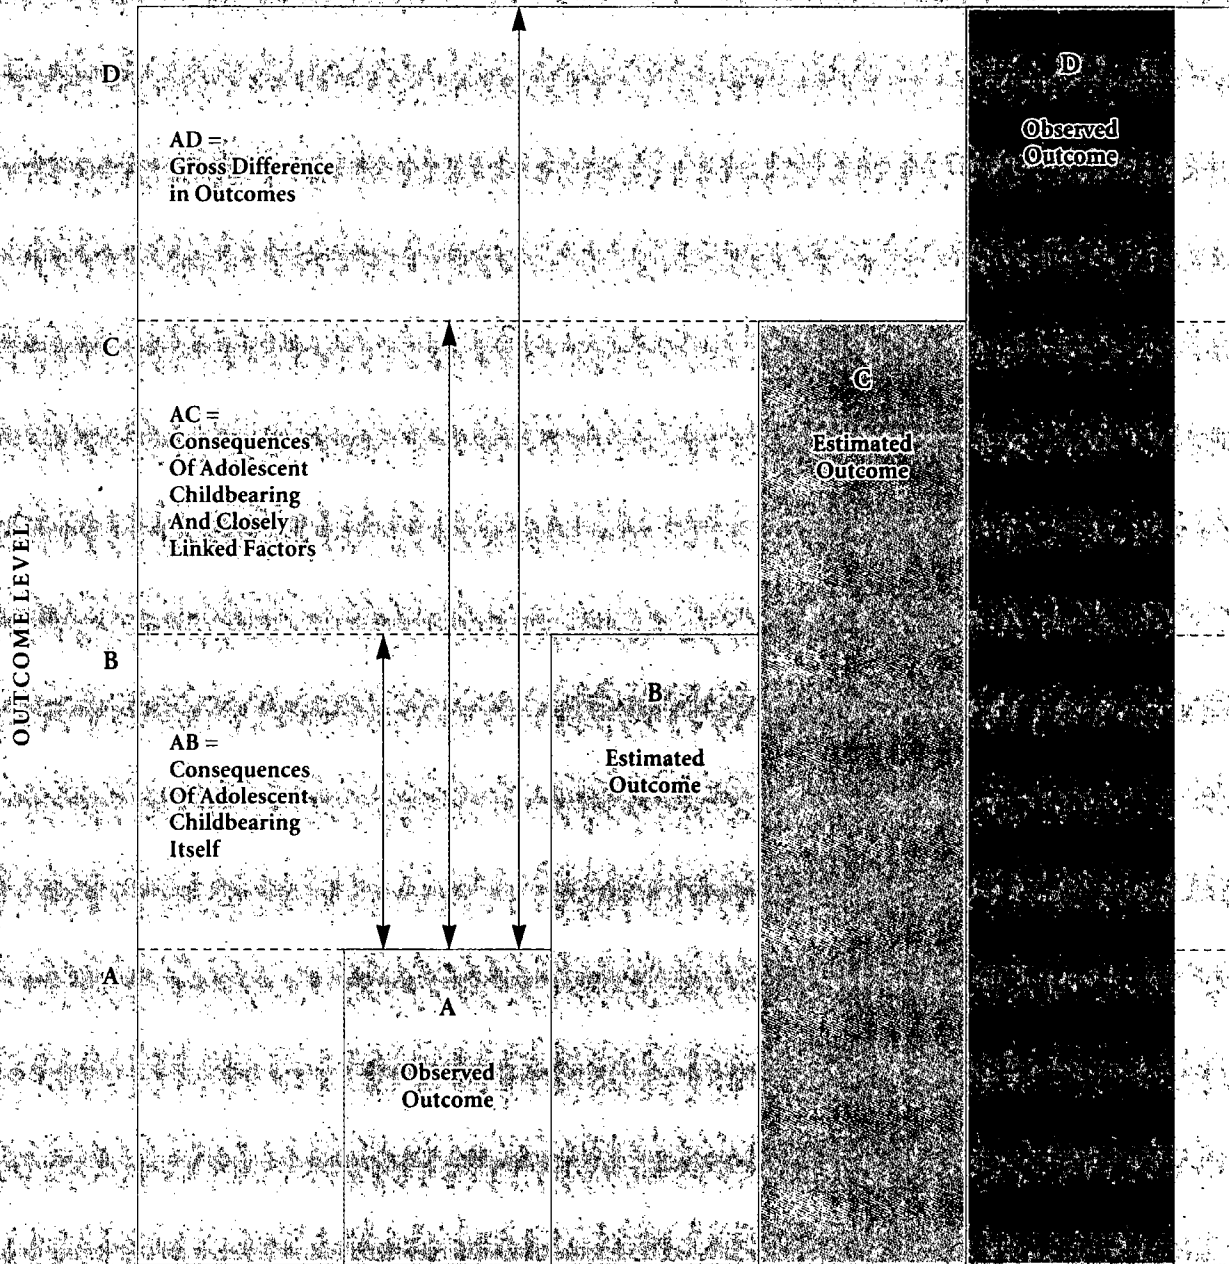 D
D
Observed
Outcome
AD =
Gross Difference
in Outcomes
C
C
AC =
Consequences
Of Adolescent
Childbearing
And Closely
Linked Factors
Estimated
Outcome
OUTCOME LEVEL
B
B
AB =
Consequences
Of Adolescent
Childbearing
Itself
Estimated
Outcome
A
A
Observed
Outcome